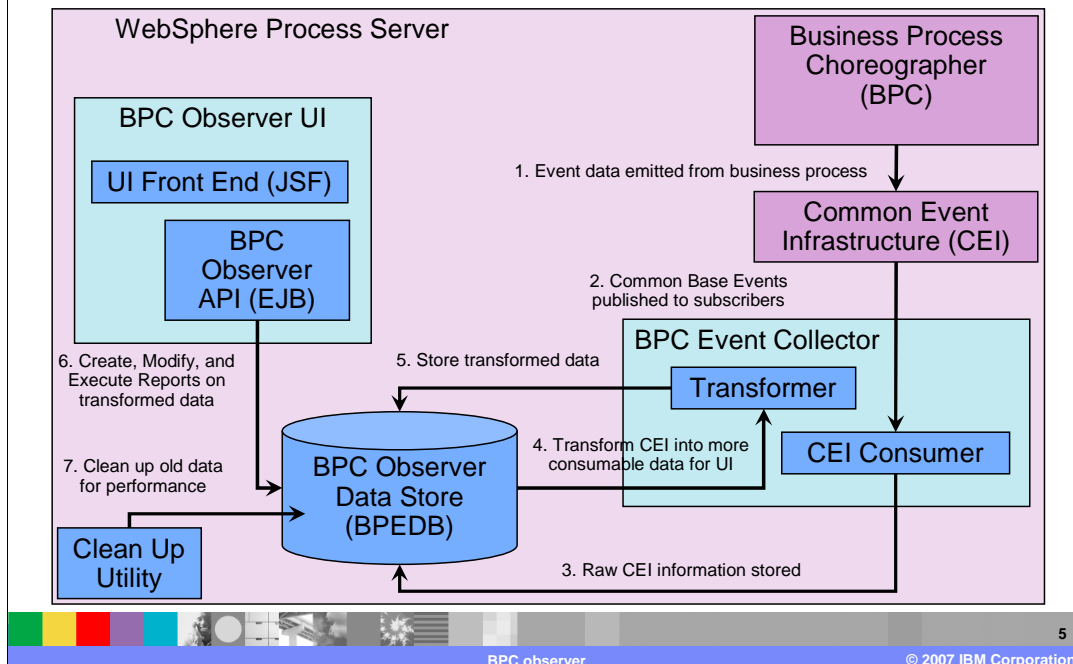 WebSphere Process Server
Business Process
Choreographer
(BPC)
BPC Observer UI
UI Front End (JSF)
BPC
Observer
API (EJB)
1. Event data emitted from business process
Common Event
Infrastructure (CEI)
2. Common Base Events
published to subscribers
BPC Event Collector
Transformer
CEI Consumer
5. Store transformed data
6. Create, Modify, and
Execute Reports on
transformed data
4. Transform CEI into more
consumable data for UI
BPC Observer
Data Store
(BPEDB)
7. Clean up old data
for performance
Clean Up
Utility
3. Raw CEI information stored
5
BPC observer
© 2007 IBM Corporation